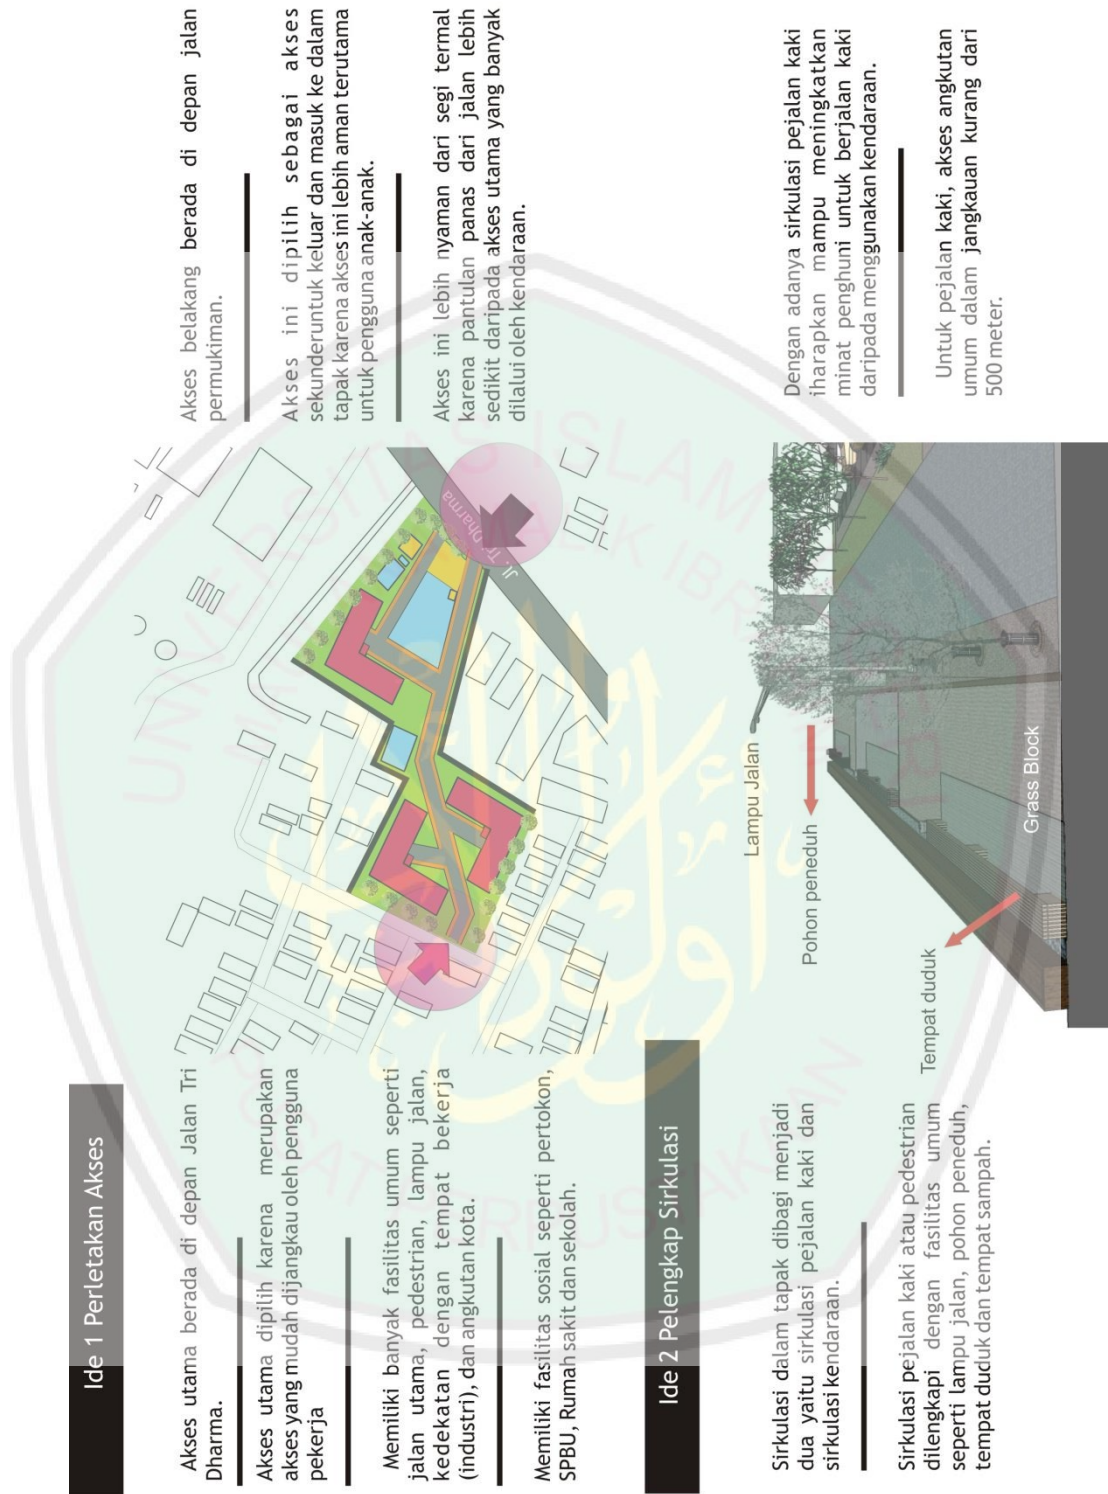 Ide 1 Perletakan Akses
Akses utama berada di depan Jalan Tri
Dharma.
Akses utama dipilih karena merupakan
akses yang mudah dijangkau oleh pengguna
pekerja
Memiliki banyak fasilitas umum seperti
jalan utama, pedestrian, lampu jalan,
kedekatan dengan tempat bekerja
(industri), dan angkutan kota.
Memiliki fasilitas sosial seperti pertokon,
SPBU, Rumah sakit dan sekolah.
Jl. Tri Dharma
Akses belakang berada di depan jalan
permukiman.
Akses ini dipilih sebagai akses
sekunderuntuk keluar dan masuk ke dalam
tapak karena akses ini lebih aman terutama
untuk pengguna anak-anak.
Akses ini lebih nyaman dari segi termal
karena pantulan panas dari jalan lebih
sedikit daripada akses utama yang banyak
dilalui oleh kendaraan.
Ide 2 Pelengkap Sirkulasi
Sirkulasi dalam tapak dibagi menjadi
dua yaitu sirkulasi pejalan kaki dan
sirkulasi kendaraan.
Sirkulasi pejalan kaki atau pedestrian
dilengkapi dengan fasilitas umum
seperti lampu jalan, pohon peneduh,
tempat duduk dan tempat sampah.
Lampu Jalan
Pohon peneduh
Tempat duduk
Grass Block
Dengan adanya sirkulasi pejalan kaki
iharapkan mampu meningkatkan
minat penghuni untuk berjalan kaki
daripada menggunakan kendaraan.
Untuk pejalan kaki, akses angkutan
umum dalam jangkauan kurang dari
500 meter.
UNIVERSITAS ISLAM
PUSAT PERPUSTAKAAN